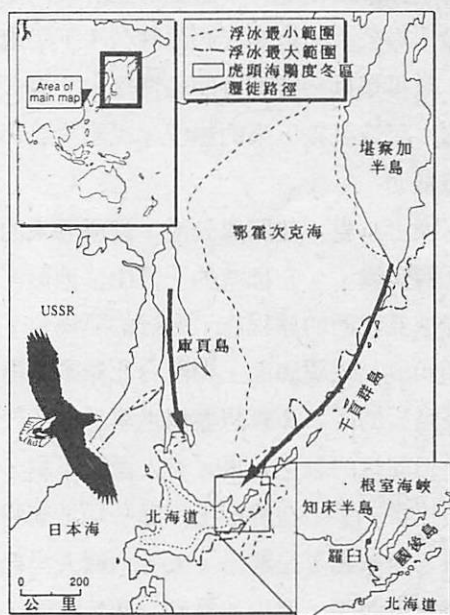 Area of
main map
浮冰最小範圍
浮冰最大範圍
虎頭海鵰度冬區
遷徙路徑
堪察加
半島
鄂霍次克海
USSR
庫頁島
千頁群島
日本海
北海道
根室海峽
知床半島
羅臼
國後島
北海道
0
200
公里